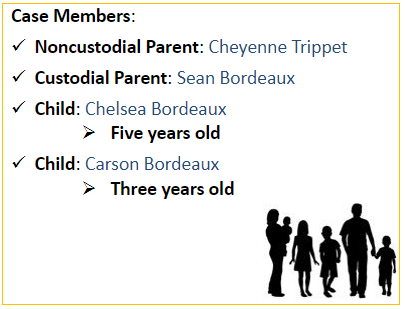 Case Members:
✓ Noncustodial Parent: Cheyenne Trippet
✓ Custodial Parent: Sean Bordeaux
✓ Child: Chelsea Bordeaux
➢ Five years old
✓ Child: Carson Bordeaux
➢ Three years old